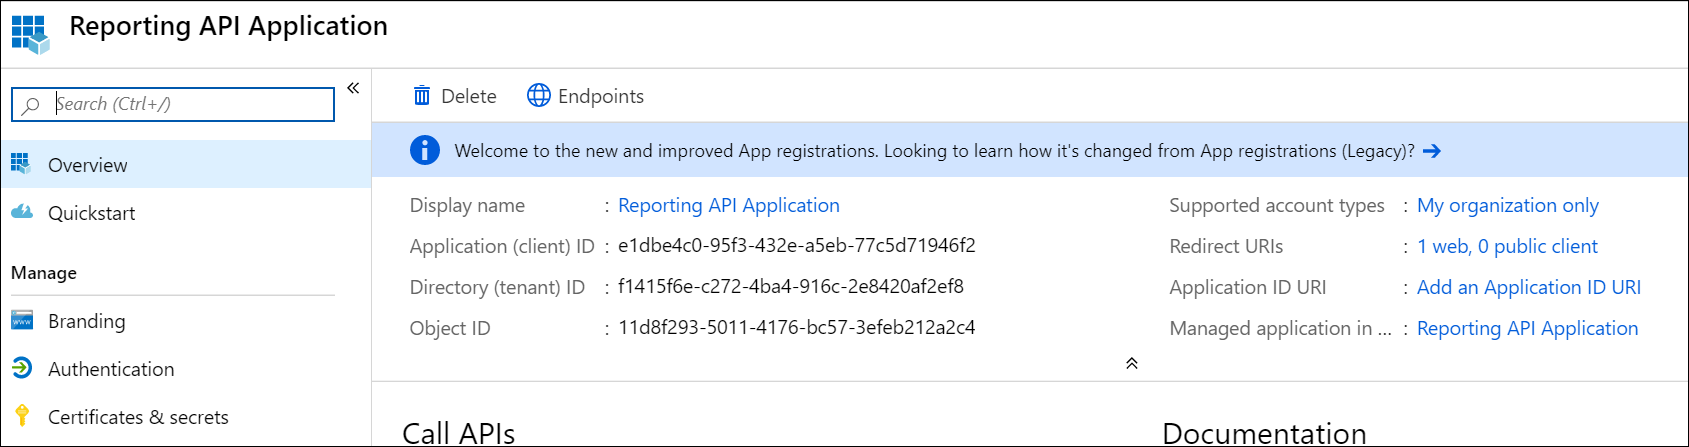 Reporting API Application
Search (Ctrl+/)
«
Overview
Quickstart
Manage
Branding
Authentication
Certificates & secrets
Delete Endpoints
Welcome to the new and improved App registrations. Looking to learn how it's changed from App registrations (Legacy)? →
Display name : Reporting API Application
Application (client) ID : e1dbe4c0-95f3-432e-a5eb-77c5d71946f2
Directory (tenant) ID : f1415f6e-c272-4ba4-916c-2e8420af2ef8
Object ID : 11d8f293-5011-4176-bc57-3efeb212a2c4
Supported account types : My organization only
Redirect URIs : 1 web, 0 public client
Application ID URI : Add an Application ID URI
Managed application in ... : Reporting API Application
Call APIs
Documentation